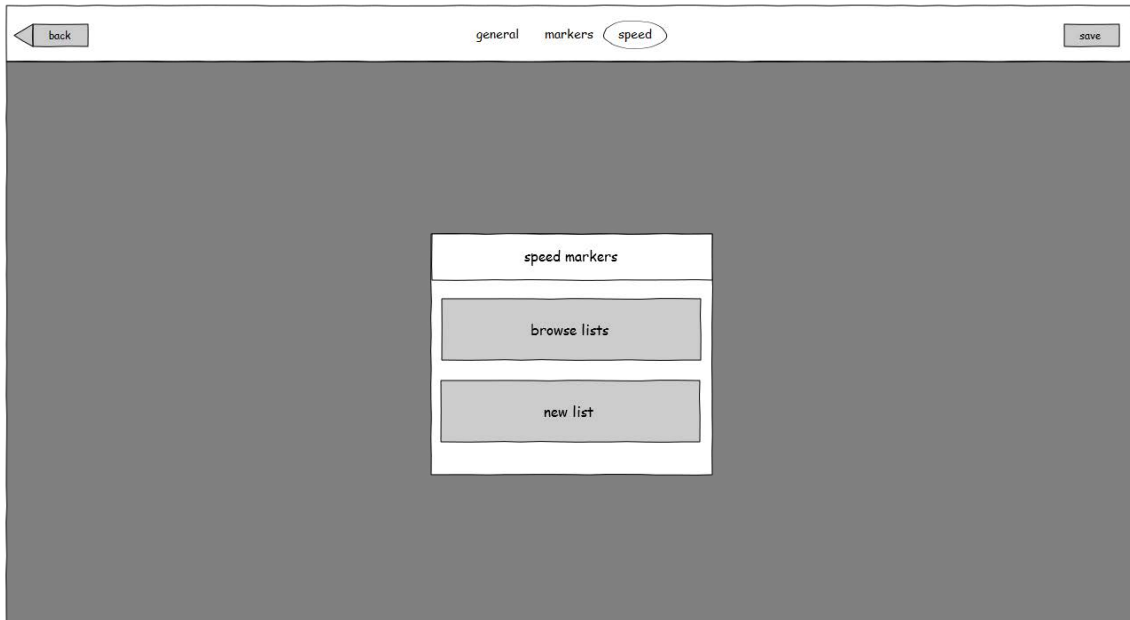 back general markers speed save
speed markers
browse lists
new list